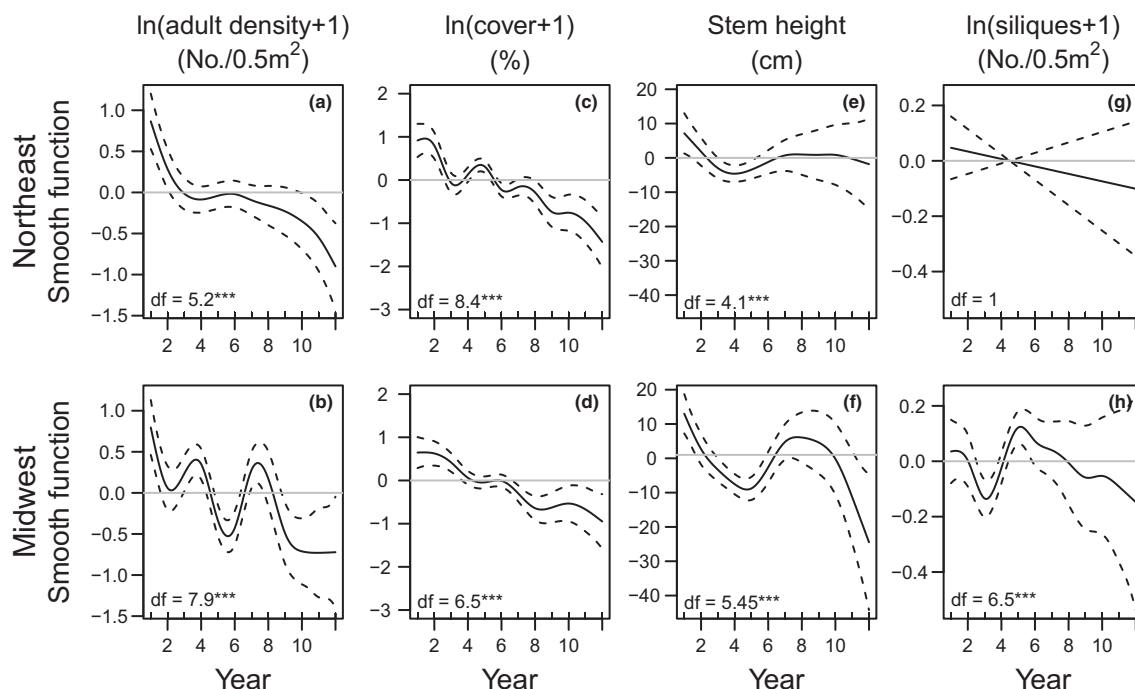 ln(adult density+1)
(No./0.5m²)
ln(cover+1)
(%)
Stem height
(cm)
ln(siliques+1)
(No./0.5m²)
Northeast
Smooth function
(a)
1.0
0.5
0.0
−0.5
−1.0
−1.5
df = 5.2***
2 4 6 8 10
(c)
2
1
0
−1
−2
−3
df = 8.4***
2 4 6 8 10
(e)
20
10
0
−10
−20
−30
−40
df = 4.1***
2 4 6 8 10
(g)
0.2
0.0
−0.2
−0.4
df = 1
2 4 6 8 10
Midwest
Smooth function
(b)
1.0
0.5
0.0
−0.5
−1.0
−1.5
df = 7.9***
2 4 6 8 10
Year
(d)
2
1
0
−1
−2
−3
df = 6.5***
2 4 6 8 10
Year
(f)
20
10
0
−10
−20
−30
−40
df = 5.45***
2 4 6 8 10
Year
(h)
0.2
0.0
−0.2
−0.4
df = 6.5***
2 4 6 8 10
Year